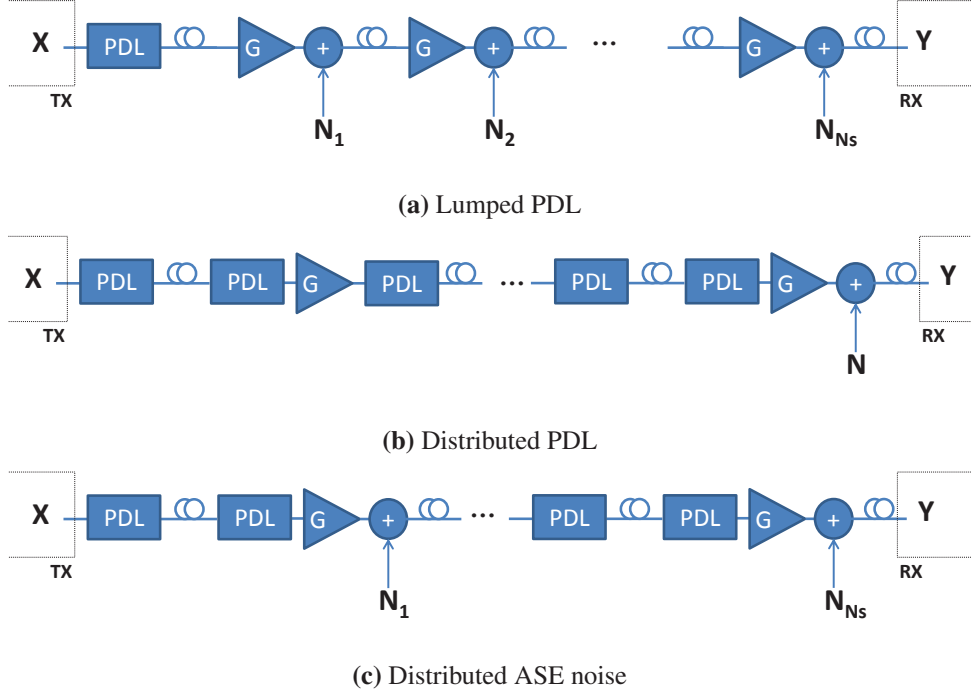 X PDL G + G + ... G + Y
TX RX
N1 N2 NNs
(a) Lumped PDL
X PDL PDL G PDL ... PDL PDL G + Y
TX RX
N
(b) Distributed PDL
X PDL PDL G + ... PDL PDL G + Y
TX RX
N1 NNs
(c) Distributed ASE noise